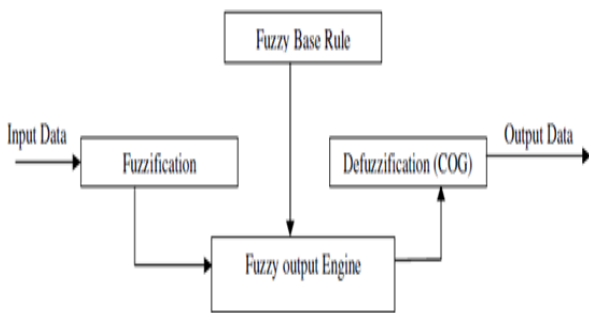 Fuzzy Base Rule
Input Data
Fuzzification
Defuzzification (COG)
Output Data
Fuzzy output Engine